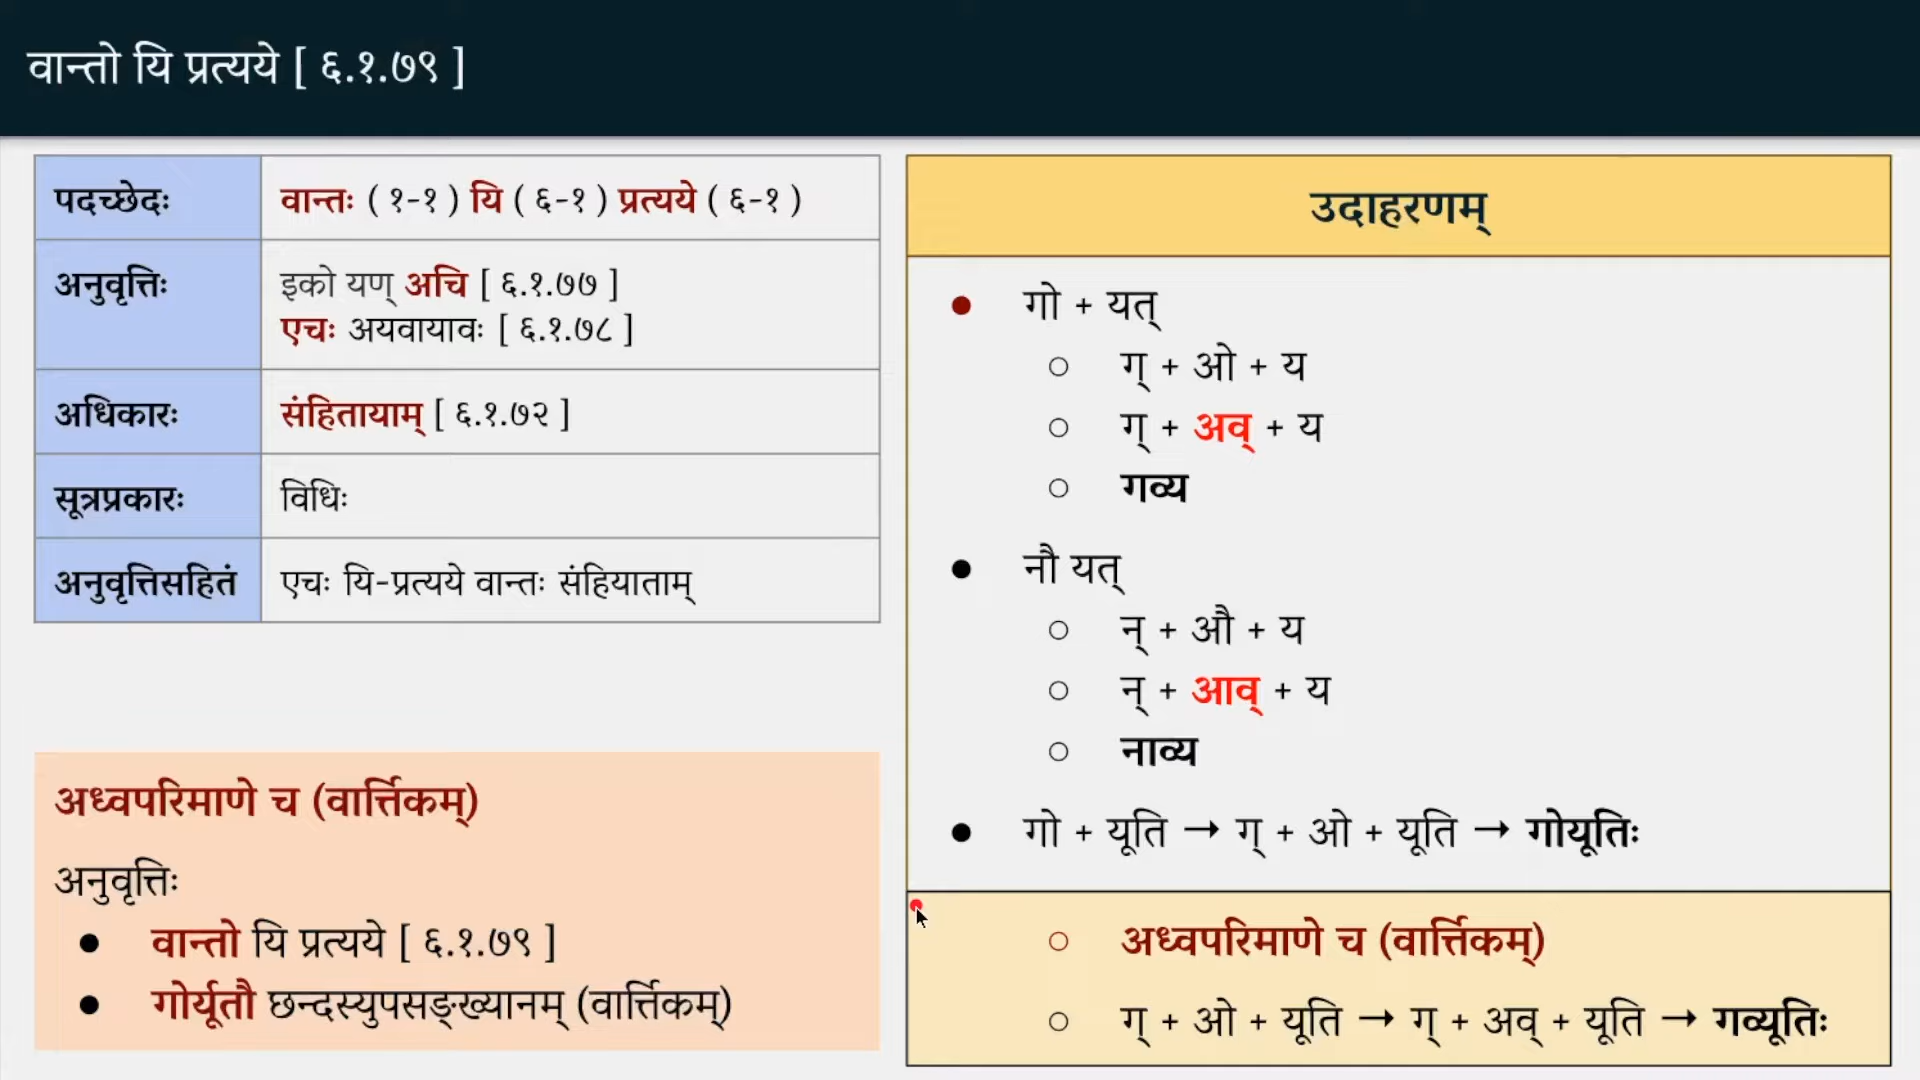 वान्तो यि प्रत्यये [ ६.१.७९ ]
पदच्छेदः वान्तः ( १-१ ) यि ( ६-१ ) प्रत्यये ( ६-१ )
अनुवृत्तिः इको यण् अचि [ ६.१.७७ ]
एचः अयवायावः [ ६.१.७८ ]
अधिकारः संहितायाम् [ ६.१.७२ ]
सूत्रप्रकारः विधिः
अनुवृत्तिसहितं एचः यि-प्रत्यये वान्तः संहियाताम्
अध्वपरिमाणे च (वार्त्तिकम्)
अनुवृत्तिः
● वान्तो यि प्रत्यये [ ६.१.७९ ]
● गोर्यूतौ छन्दस्युपसङ्ख्यानम् (वार्त्तिकम्)
उदाहरणम्
● गो + यत्
○ ग् + ओ + य
○ ग् + अव् + य
○ गव्य
● नौ यत्
○ न् + औ + य
○ न् + आव् + य
○ नाव्य
● गो + यूति → ग् + ओ + यूति → गोयूतिः
○ अध्वपरिमाणे च (वार्त्तिकम्)
○ ग् + ओ + यूति → ग् + अव् + यूति → गव्यूतिः